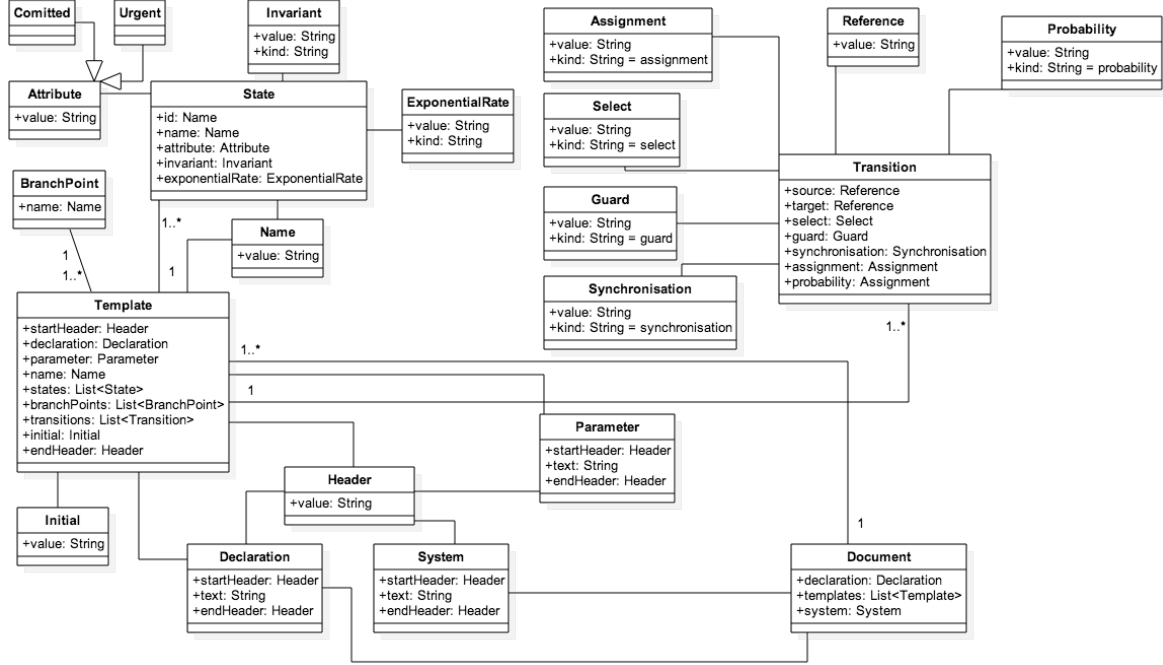 Comitted
Urgent
Invariant
+value: String
+kind: String
Assignment
+value: String
+kind: String = assignment
Reference
+value: String
Probability
+value: String
+kind: String = probability
Attribute
+value: String
State
+id: Name
+name: Name
+attribute: Attribute
+invariant: Invariant
+exponentialRate: ExponentialRate
ExponentialRate
+value: String
+kind: String
Select
+value: String
+kind: String = select
Transition
+source: Reference
+target: Reference
+select: Select
+guard: Guard
+synchronisation: Synchronisation
+assignment: Assignment
+probability: Assignment
BranchPoint
+name: Name
Guard
+value: String
+kind: String = guard
1..*
Name
+value: String
1
1..*
1
Synchronisation
+value: String
+kind: String = synchronisation
Template
+startHeader: Header
+declaration: Declaration
+parameter: Parameter
+name: Name
+states: List<State>
+branchPoints: List<BranchPoint>
+transitions: List<Transition>
+initial: Initial
+endHeader: Header
1..*
1..*
1
Parameter
+startHeader: Header
+text: String
+endHeader: Header
Header
+value: String
Initial
+value: String
1
Declaration
+startHeader: Header
+text: String
+endHeader: Header
System
+startHeader: Header
+text: String
+endHeader: Header
Document
+declaration: Declaration
+templates: List<Template>
+system: System